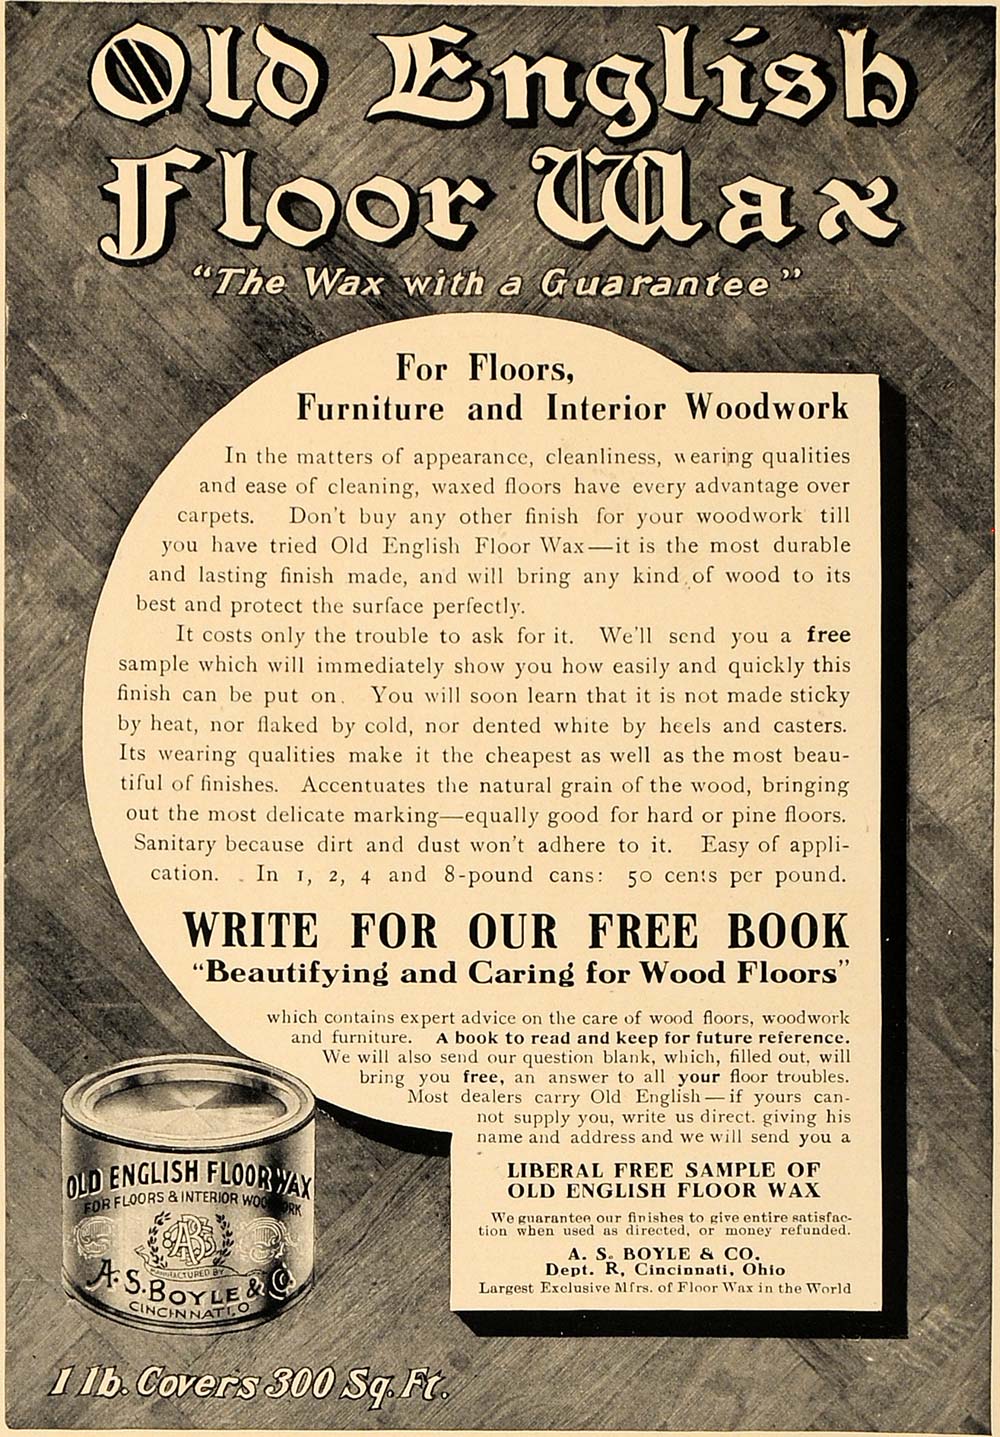 Old English
Floor Wax
"The Wax with a Guarantee"
For Floors,
Furniture and Interior Woodwork
In the matters of appearance, cleanliness, wearing qualities
and ease of cleaning, waxed floors have every advantage over
carpets. Don't buy any other finish for your woodwork till
you have tried Old English Floor Wax—it is the most durable
and lasting finish made, and will bring any kind of wood to its
best and protect the surface perfectly.
It costs only the trouble to ask for it. We'll send you a free
sample which will immediately show you how easily and quickly this
finish can be put on. You will soon learn that it is not made sticky
by heat, nor flaked by cold, nor dented white by heels and casters.
Its wearing qualities make it the cheapest as well as the most beau-
tiful of finishes. Accentuates the natural grain of the wood, bringing
out the most delicate marking—equally good for hard or pine floors.
Sanitary because dirt and dust won't adhere to it. Easy of appli-
cation. In 1, 2, 4 and 8-pound cans: 50 cents per pound.
WRITE FOR OUR FREE BOOK
"Beautifying and Caring for Wood Floors"
which contains expert advice on the care of wood floors, woodwork
and furniture. A book to read and keep for future reference.
We will also send our question blank, which, filled out, will
bring you free, an answer to all your floor troubles.
Most dealers carry Old English—if yours can-
not supply you, write us direct. giving his
name and address and we will send you a
LIBERAL FREE SAMPLE OF
OLD ENGLISH FLOOR WAX
We guarantee our finishes to give entire satisfac-
tion when used as directed, or money refunded.
A. S. BOYLE & CO.
Dept. R, Cincinnati, Ohio
Largest Exclusive Mfrs. of Floor Wax in the World
OLD ENGLISH FLOOR WAX
FOR FLOORS & INTERIOR WOODWORK
ABS
MANUFACTURED BY
A. S. BOYLE & Co.
CINCINNATI, O.
1 lb. Covers 300 Sq. Ft.